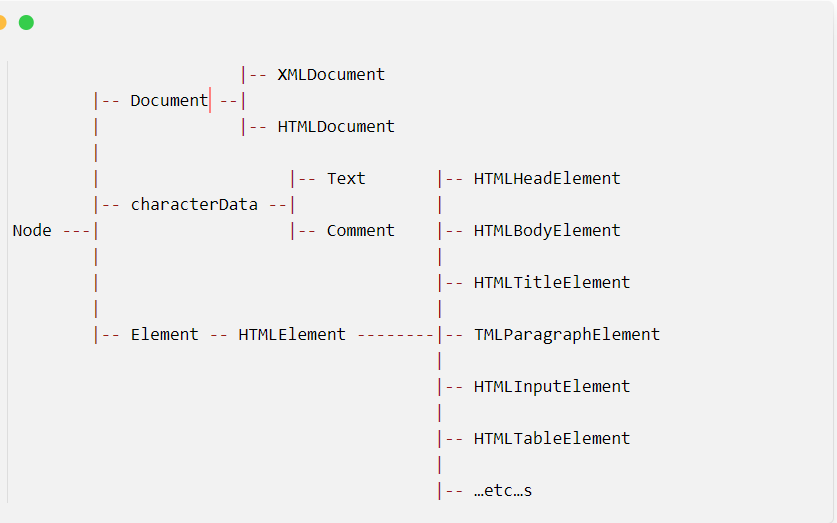 |-- XMLDocument
|-- Document --|
| |-- HTMLDocument
|
| |-- Text |-- HTMLHeadElement
|-- characterData --| |
Node ---| |-- Comment |-- HTMLBodyElement
| |
| |-- HTMLTitleElement
| |
|-- Element -- HTMLElement --------|-- TMLParagraphElement
|
|-- HTMLInputElement
|
|-- HTMLTableElement
|
|-- …etc…s